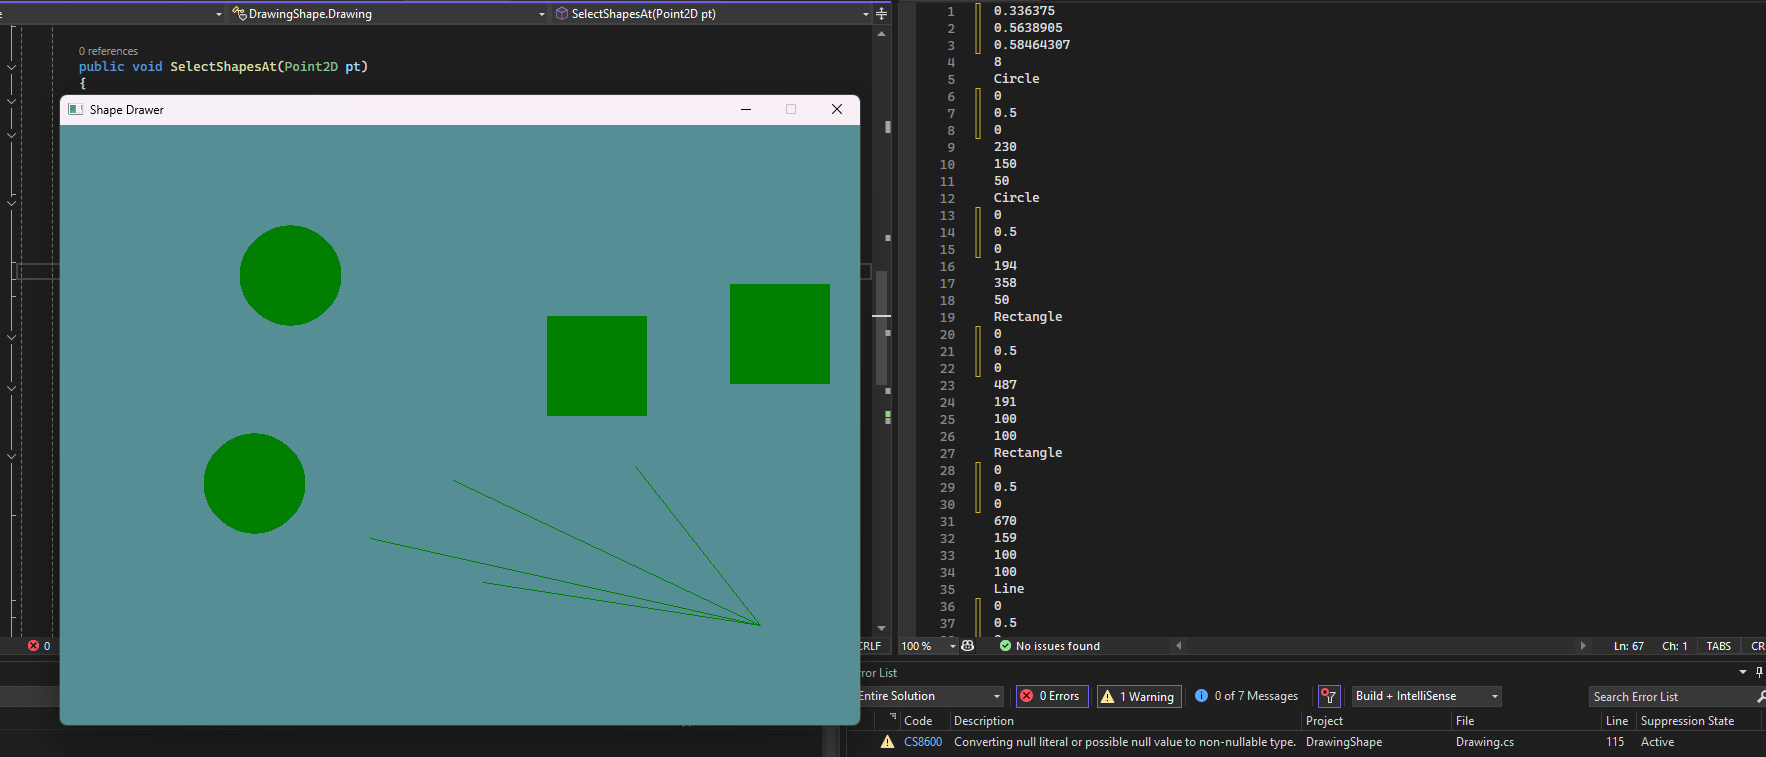 DrawingShape.Drawing
SelectShapesAt(Point2D pt)
0 references
public void SelectShapesAt(Point2D pt)
{
Shape Drawer
0
CRLF
1 0.336375
2 0.5638905
3 0.58464307
4 8
5 Circle
6 0
7 0.5
8 0
9 230
10 150
11 50
12 Circle
13 0
14 0.5
15 0
16 194
17 358
18 50
19 Rectangle
20 0
21 0.5
22 0
23 487
24 191
25 100
26 100
27 Rectangle
28 0
29 0.5
30 0
31 670
32 159
33 100
34 100
35 Line
36 0
37 0.5
100 %
No issues found
Ln: 67
Ch: 1
TABS
CR
ror List
Entire Solution
0 Errors
1 Warning
0 of 7 Messages
Build + IntelliSense
Search Error List
Code Description Project File Line Suppression State
CS8600 Converting null literal or possible null value to non-nullable type. DrawingShape Drawing.cs 115 Active